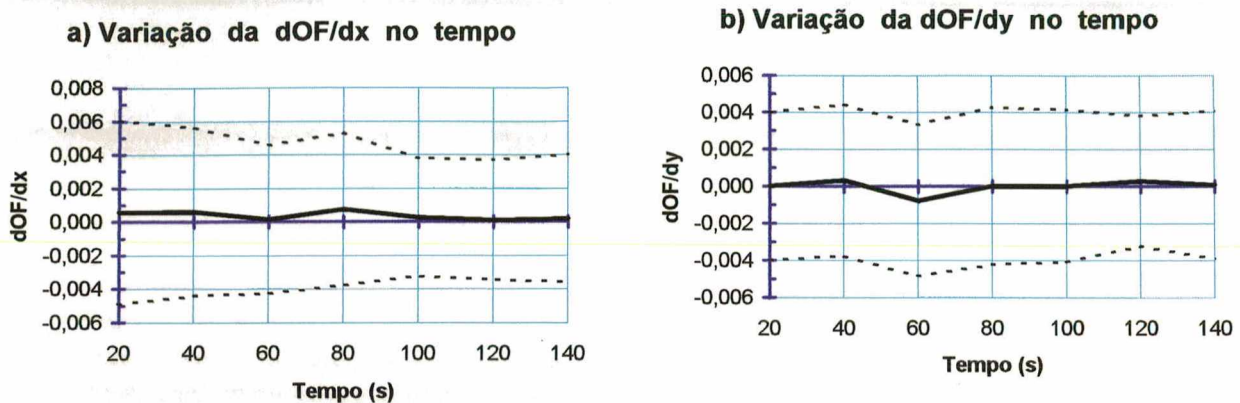 a) Variação da dOF/dx no tempo
0,008
0,006
0,004
0,002
0,000
-0,002
-0,004
-0,006
dOF/dx
20 40 60 80 100 120 140
Tempo (s)
b) Variação da dOF/dy no tempo
0,006
0,004
0,002
0,000
-0,002
-0,004
-0,006
dOF/dy
20 40 60 80 100 120 140
Tempo (s)